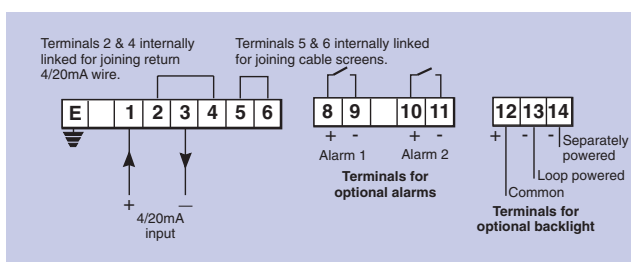 Terminals 2 & 4 internally
linked for joining return
4/20mA wire.
Terminals 5 & 6 internally linked
for joining cable screens.
E 1 2 3 4 5 6
8 9 10 11
12 13 14
+ -
Alarm 1
+ -
Alarm 2
Terminals for
optional alarms
+ - -
Separately
powered
Loop powered
Common
Terminals for
optional backlight
+ —
4/20mA
input